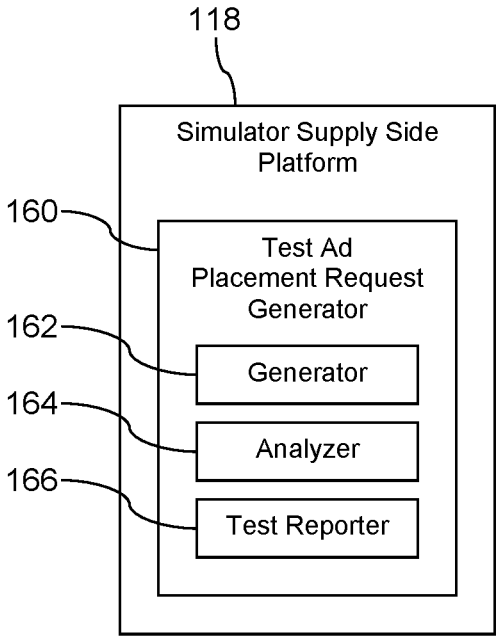 118
Simulator Supply Side
Platform
160
Test Ad
Placement Request
Generator
162
Generator
164
Analyzer
166
Test Reporter